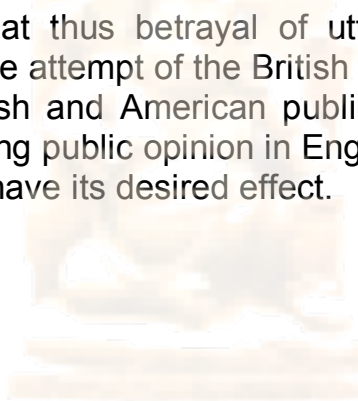 at thus betrayal of
e attempt of the British
sh and American publi
ng public opinion in Eng
have its desired effect.